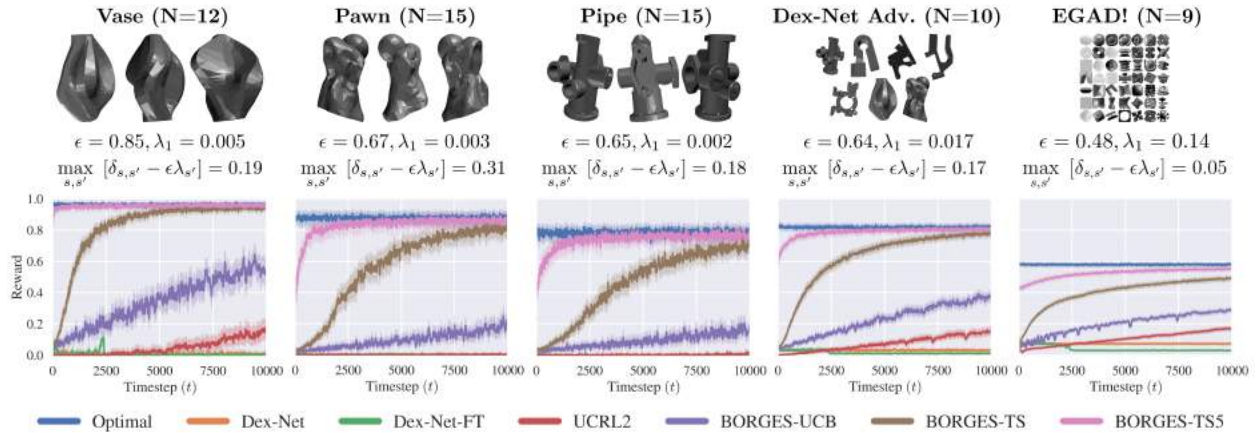 Vase (N=12) Pawn (N=15) Pipe (N=15) Dex-Net Adv. (N=10) EGAD! (N=9)
ϵ = 0.85, λ₁ = 0.005 ϵ = 0.67, λ₁ = 0.003 ϵ = 0.65, λ₁ = 0.002 ϵ = 0.64, λ₁ = 0.017 ϵ = 0.48, λ₁ = 0.14
max [δs,s′ − ϵλs′] = 0.19 max [δs,s′ − ϵλs′] = 0.31 max [δs,s′ − ϵλs′] = 0.18 max [δs,s′ − ϵλs′] = 0.17 max [δs,s′ − ϵλs′] = 0.05
s,s′ s,s′ s,s′ s,s′ s,s′
1.0
0.8
0.6
0.4
0.2
0.0
Reward
0 2500 5000 7500 10000 0 2500 5000 7500 10000 0 2500 5000 7500 10000 0 2500 5000 7500 10000 0 2500 5000 7500 10000
Timestep (t) Timestep (t) Timestep (t) Timestep (t) Timestep (t)
Optimal Dex-Net Dex-Net-FT UCRL2 BORGES-UCB BORGES-TS BORGES-TS5